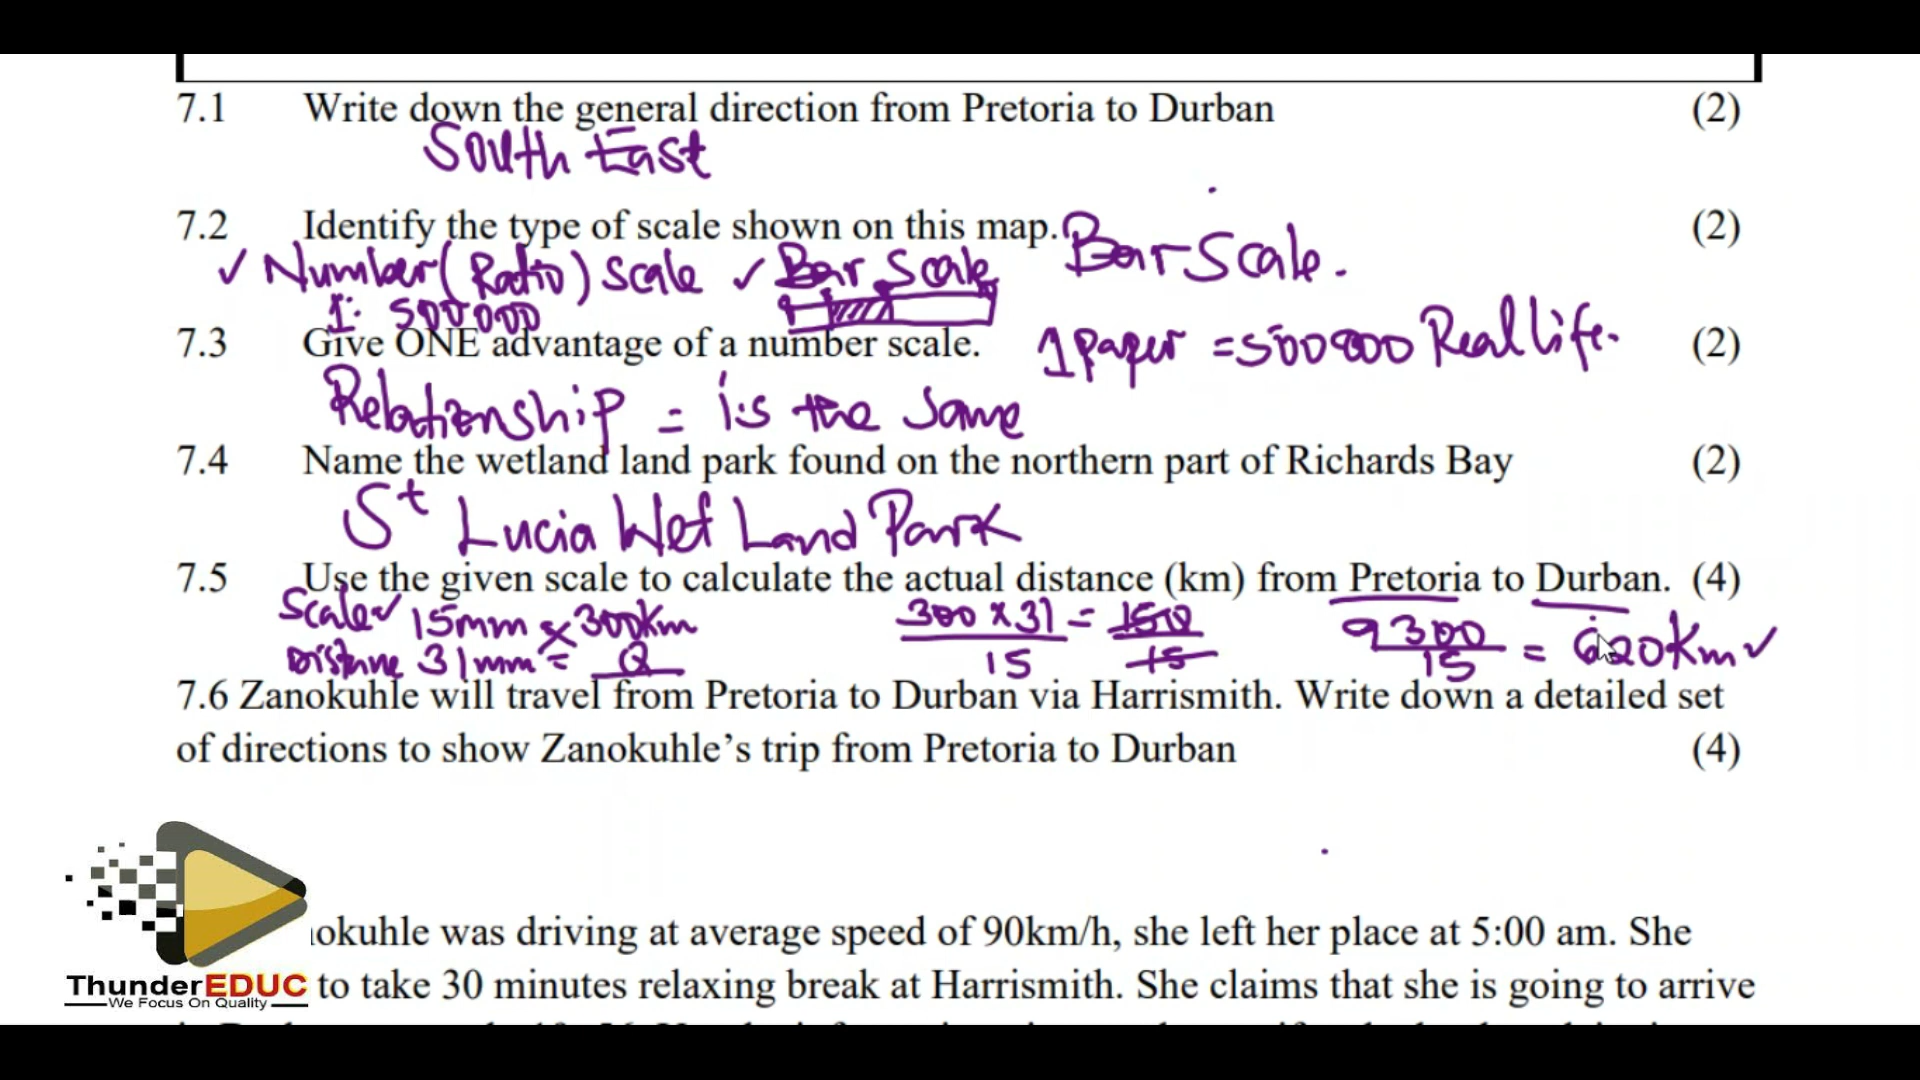 7.1 Write down the general direction from Pretoria to Durban (2)
South East
7.2 Identify the type of scale shown on this map. Bar Scale. (2)
✓ Number (Ratio) Scale ✓ Bar Scale
1: 500 000
7.3 Give ONE advantage of a number scale. 1 paper = 500 000 Real Life. (2)
Relationship = is the same
7.4 Name the wetland land park found on the northern part of Richards Bay (2)
St Lucia Wet Land Park
7.5 Use the given scale to calculate the actual distance (km) from Pretoria to Durban. (4)
Scale ✓ 15mm × 300km 300 × 31 = 1500 9300 = 620Km ✓
Distane 31mm = Q 15 15 15
7.6 Zanokuhle will travel from Pretoria to Durban via Harrismith. Write down a detailed set
of directions to show Zanokuhle's trip from Pretoria to Durban (4)
okuhle was driving at average speed of 90km/h, she left her place at 5:00 am. She
to take 30 minutes relaxing break at Harrismith. She claims that she is going to arrive
ThunderEDUC
We Focus On Quality